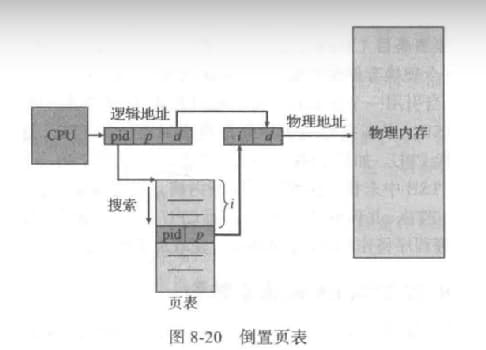 逻辑地址
物理地址
物理内存
CPU
pid p d
i d
搜索
i
pid p
页表
图 8-20 倒置页表